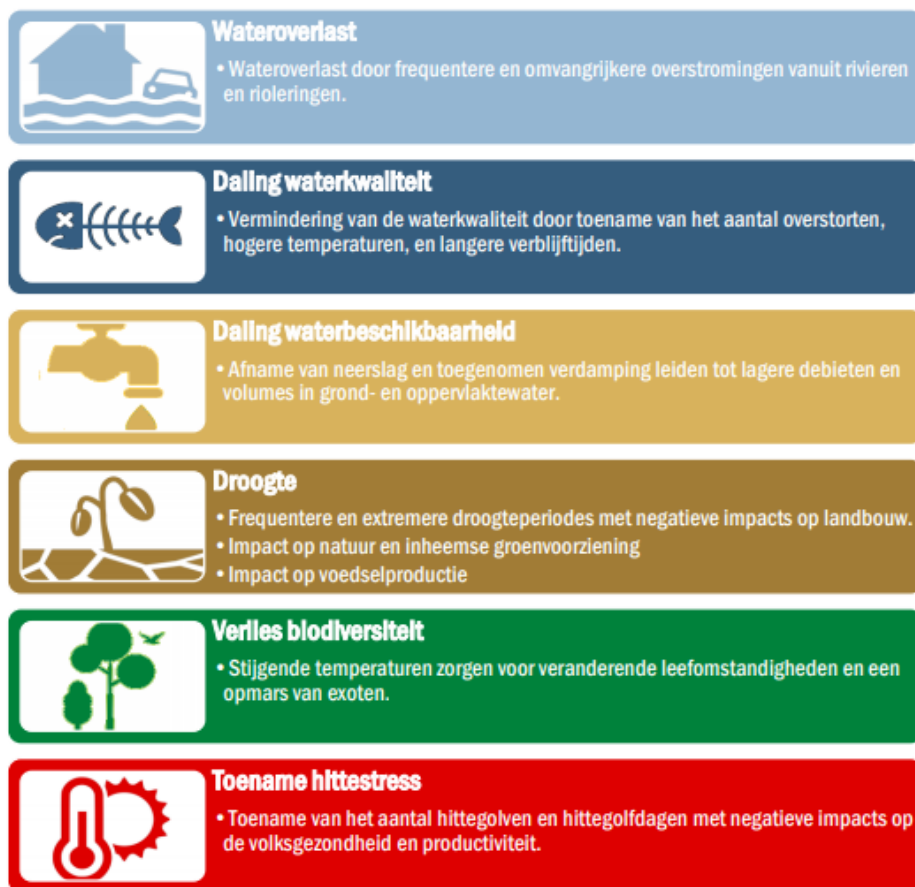 Wateroverlast
• Wateroverlast door frequentere en omvangrijkere overstromingen vanuit rivieren
en rioleringen.
Daling waterkwaliteit
• Vermindering van de waterkwaliteit door toename van het aantal overstorten,
hogere temperaturen, en langere verblijftijden.
Daling waterbeschikbaarheid
• Afname van neerslag en toegenomen verdamping leiden tot lagere debieten en
volumes in grond- en oppervlaktewater.
Droogte
• Frequentere en extremere droogteperiodes met negatieve impacts op landbouw.
• Impact op natuur en inheemse groenvoorziening
• Impact op voedselproductie
Verlies biodiversiteit
• Stijgende temperaturen zorgen voor veranderende leefomstandigheden en een
opmars van exoten.
Toename hittestress
• Toename van het aantal hittegolven en hittegolfdagen met negatieve impacts op
de volksgezondheid en productiviteit.